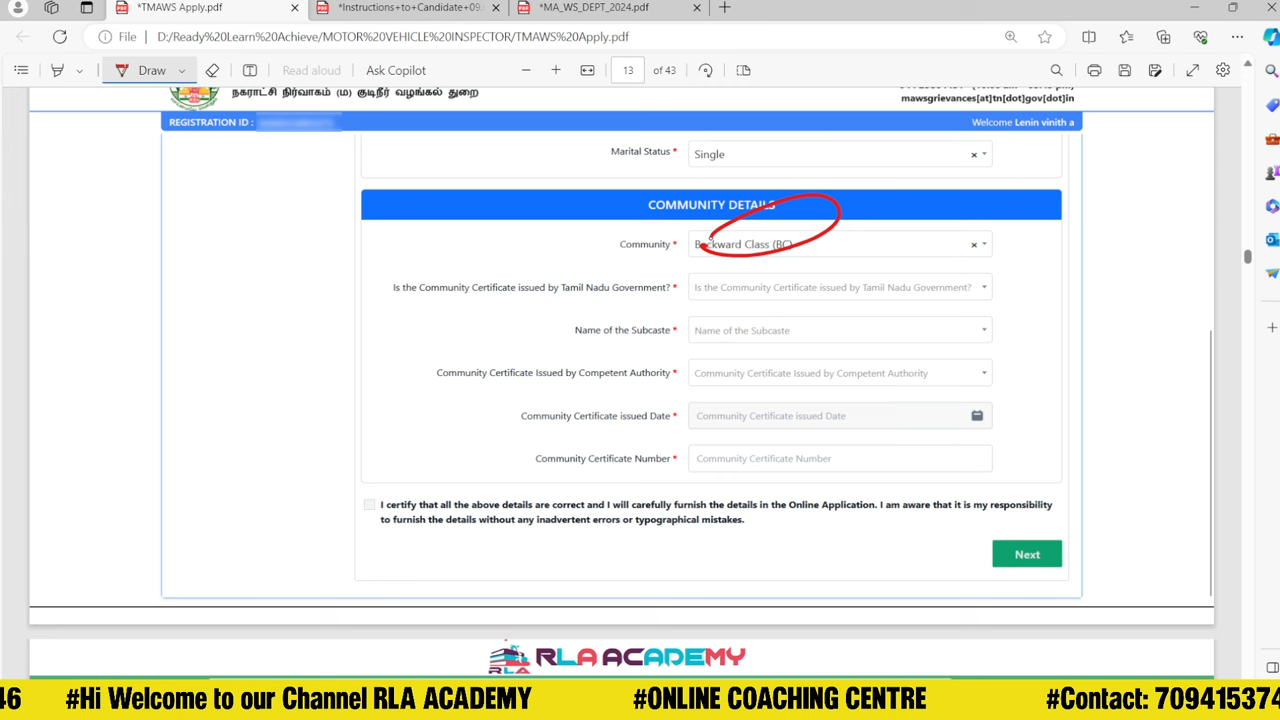 *TMAWS Apply.pdf
*Instructions+to+Candidate+09.
*MA_WS_DEPT_2024.pdf
File D:/Ready%20Learn%20Achieve/MOTOR%20VEHICLE%20INSPECTOR/TMAWS%20Apply.pdf
Draw
Read aloud
Ask Copilot
13 of 43
நகராட்சி நிர்வாகம் (ம) குடிநீர் வழங்கல் துறை
mawsgrievances[at]tn[dot]gov[dot]in
REGISTRATION ID :
Welcome Lenin vinith a
Marital Status * Single
COMMUNITY DETAILS
Community * Backward Class (BC)
Is the Community Certificate issued by Tamil Nadu Government? * Is the Community Certificate issued by Tamil Nadu Government?
Name of the Subcaste * Name of the Subcaste
Community Certificate Issued by Competent Authority * Community Certificate Issued by Competent Authority
Community Certificate issued Date * Community Certificate issued Date
Community Certificate Number * Community Certificate Number
I certify that all the above details are correct and I will carefully furnish the details in the Online Application. I am aware that it is my responsibility
to furnish the details without any inadvertent errors or typographical mistakes.
Next
RLA ACADEMY
RLA
46 #Hi Welcome to our Channel RLA ACADEMY #ONLINE COACHING CENTRE #Contact: 709415374